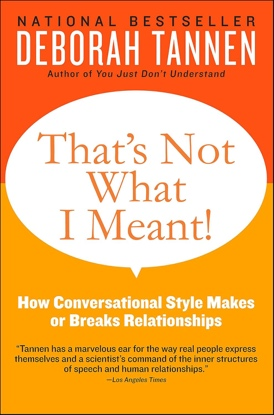 NATIONAL BESTSELLER
DEBORAH TANNEN
Author of You Just Don't Understand
That's Not
What
I Meant!
How Conversational Style Makes
or Breaks Relationships
“Tannen has a marvelous ear for the way real people express
themselves and a scientist's command of the inner structures
of speech and human relationships.”
—Los Angeles Times